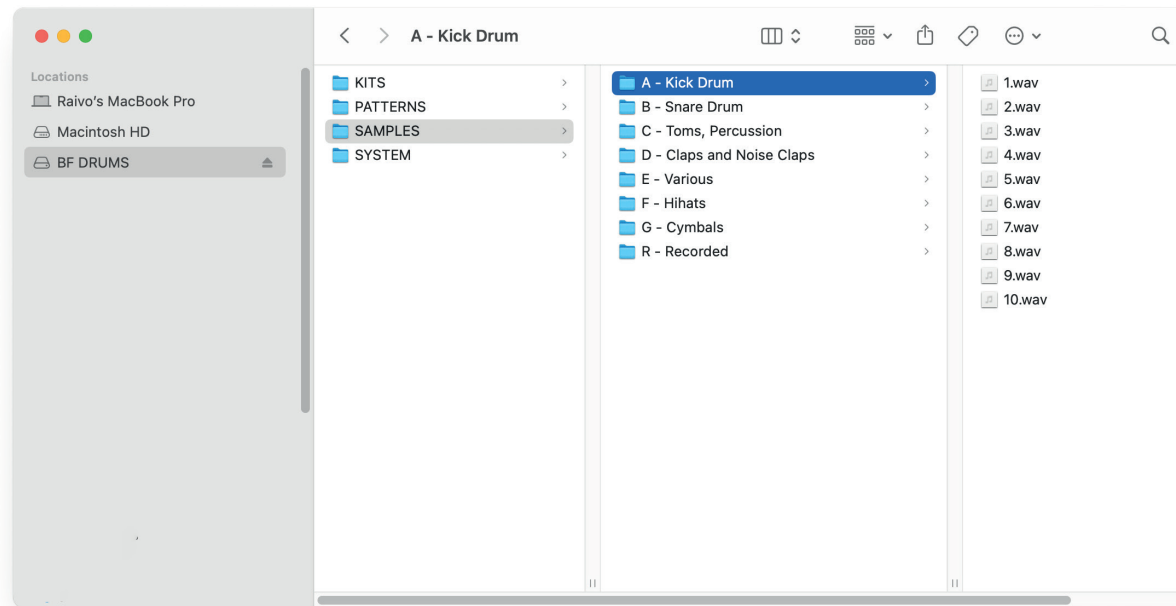 A - Kick Drum
Locations
Raivo's MacBook Pro
Macintosh HD
BF DRUMS
KITS
PATTERNS
SAMPLES
SYSTEM
A - Kick Drum
B - Snare Drum
C - Toms, Percussion
D - Claps and Noise Claps
E - Various
F - Hihats
G - Cymbals
R - Recorded
1.wav
2.wav
3.wav
4.wav
5.wav
6.wav
7.wav
8.wav
9.wav
10.wav